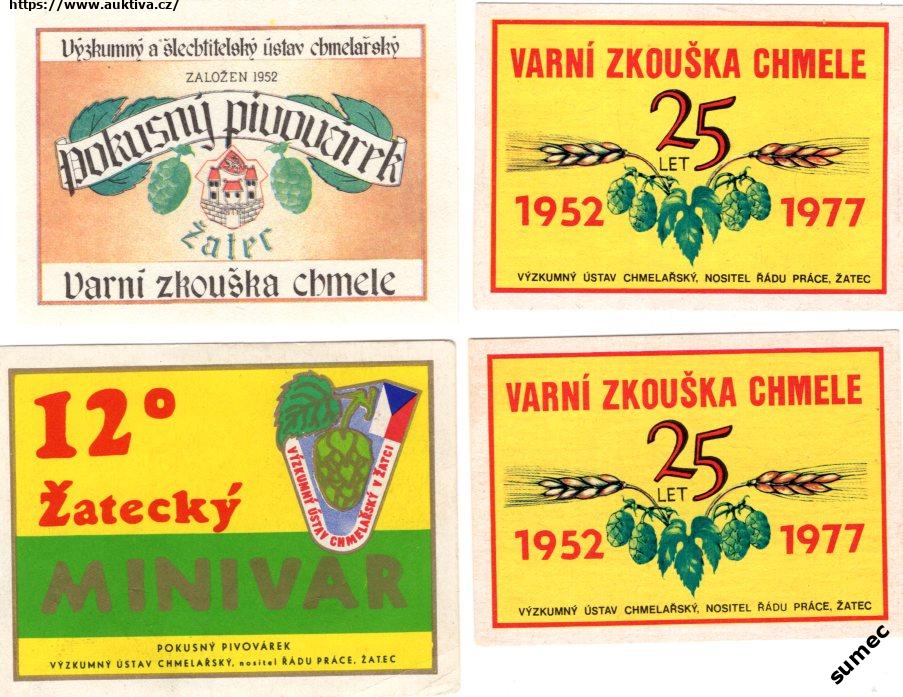 https://www.auktiva.cz/
Výzkumný a šlechtitelský ústav chmelařský
ZALOŽEN 1952
Pokusný pivovárek
Žatec
Varní zkouška chmele
VARNÍ ZKOUŠKA CHMELE
25
LET
1952 1977
VÝZKUMNÝ ÚSTAV CHMELAŘSKÝ, NOSITEL ŘÁDU PRÁCE, ŽATEC
12°
Žatecký
MINIVAR
VÝZKUMNÝ ÚSTAV CHMELAŘSKÝ V ŽATCI
POKUSNÝ PIVOVÁREK
VÝZKUMNÝ ÚSTAV CHMELAŘSKÝ, nositel ŘÁDU PRÁCE, ŽATEC
VARNÍ ZKOUŠKA CHMELE
25
LET
1952 1977
VÝZKUMNÝ ÚSTAV CHMELAŘSKÝ, NOSITEL ŘÁDU PRÁCE, ŽATEC
sumec